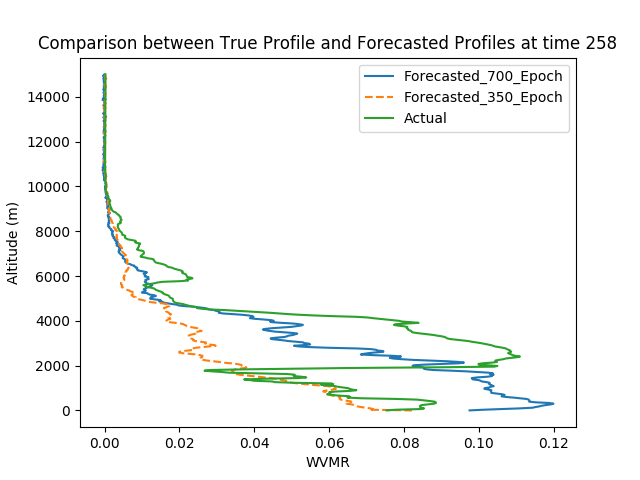 Comparison between True Profile and Forecasted Profiles at time 258
Forecasted_700_Epoch
Forecasted_350_Epoch
Actual
Altitude (m)
14000
12000
10000
8000
6000
4000
2000
0
0.00 0.02 0.04 0.06 0.08 0.10 0.12
WVMR